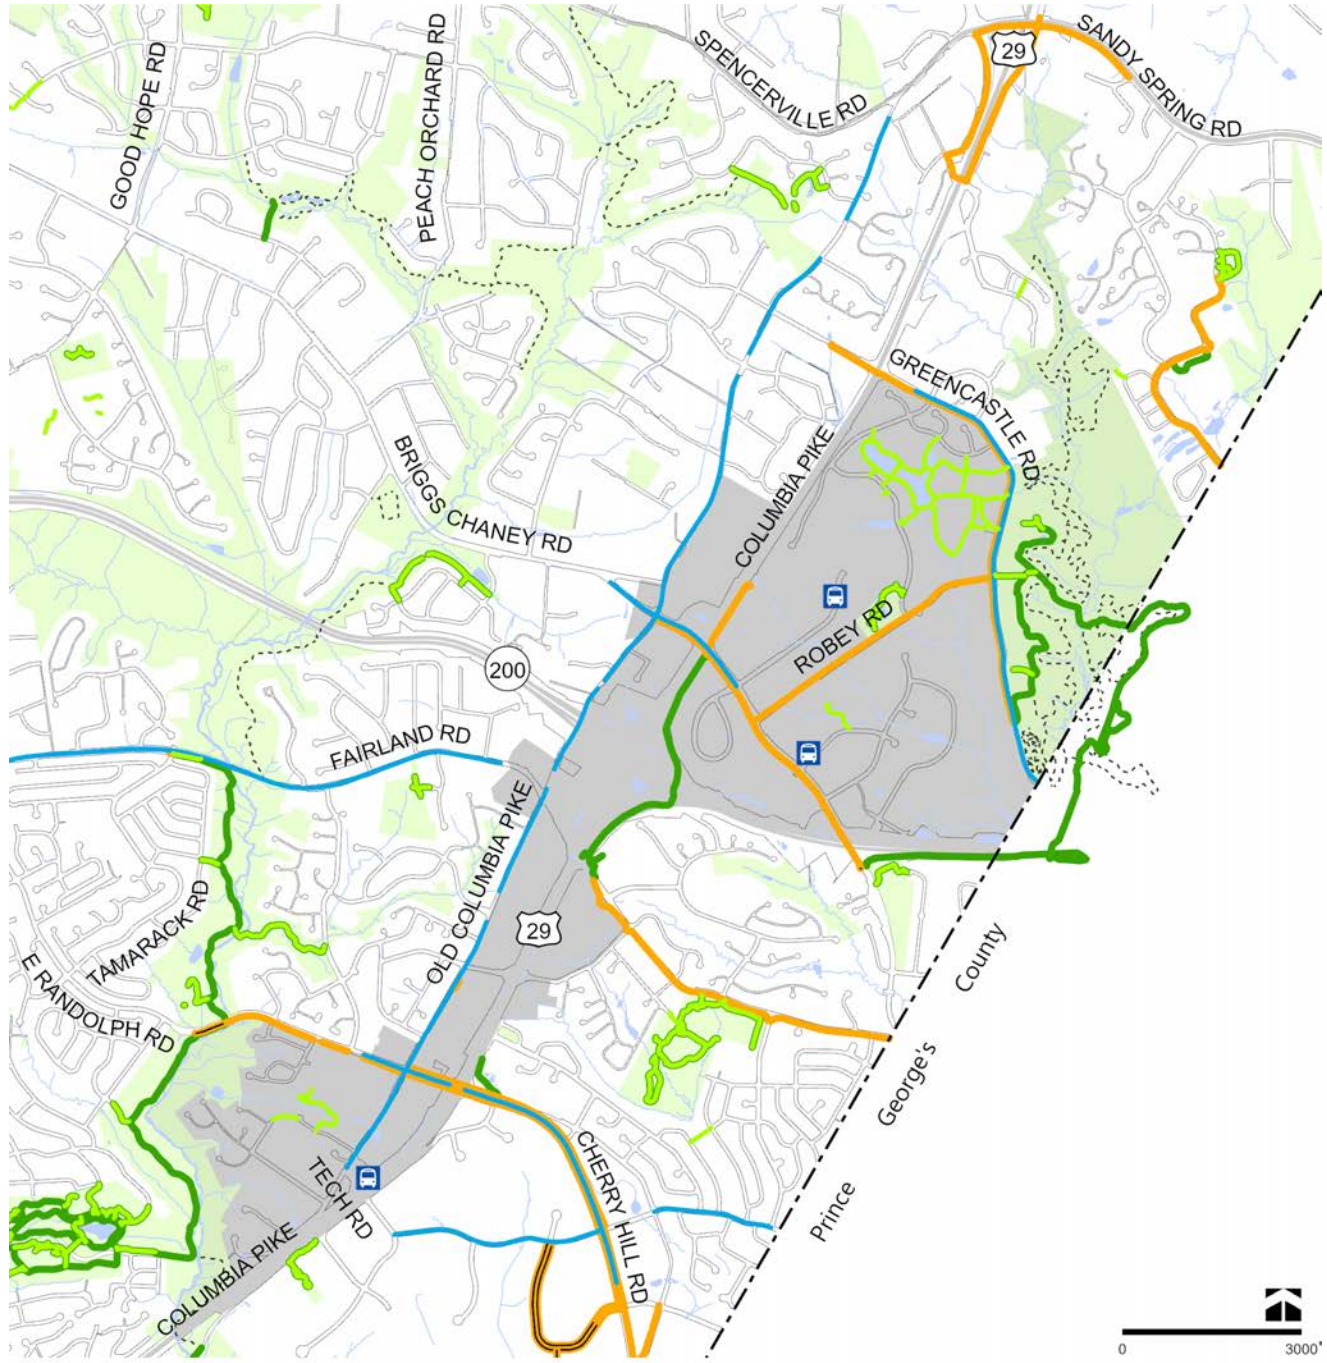 SANDY SPRING RD
29
SPENCERVILLE RD
GOOD HOPE RD
PEACH ORCHARD RD
GREENCASTLE RD
COLUMBIA PIKE
BRIGGS CHANEY RD
ROBEY RD
200
FAIRLAND RD
OLD COLUMBIA PIKE
TAMARACK RD
29
E RANDOLPH RD
Prince George's County
CHERRY HILL RD
TECH RD
COLUMBIA PIKE
0 3000'